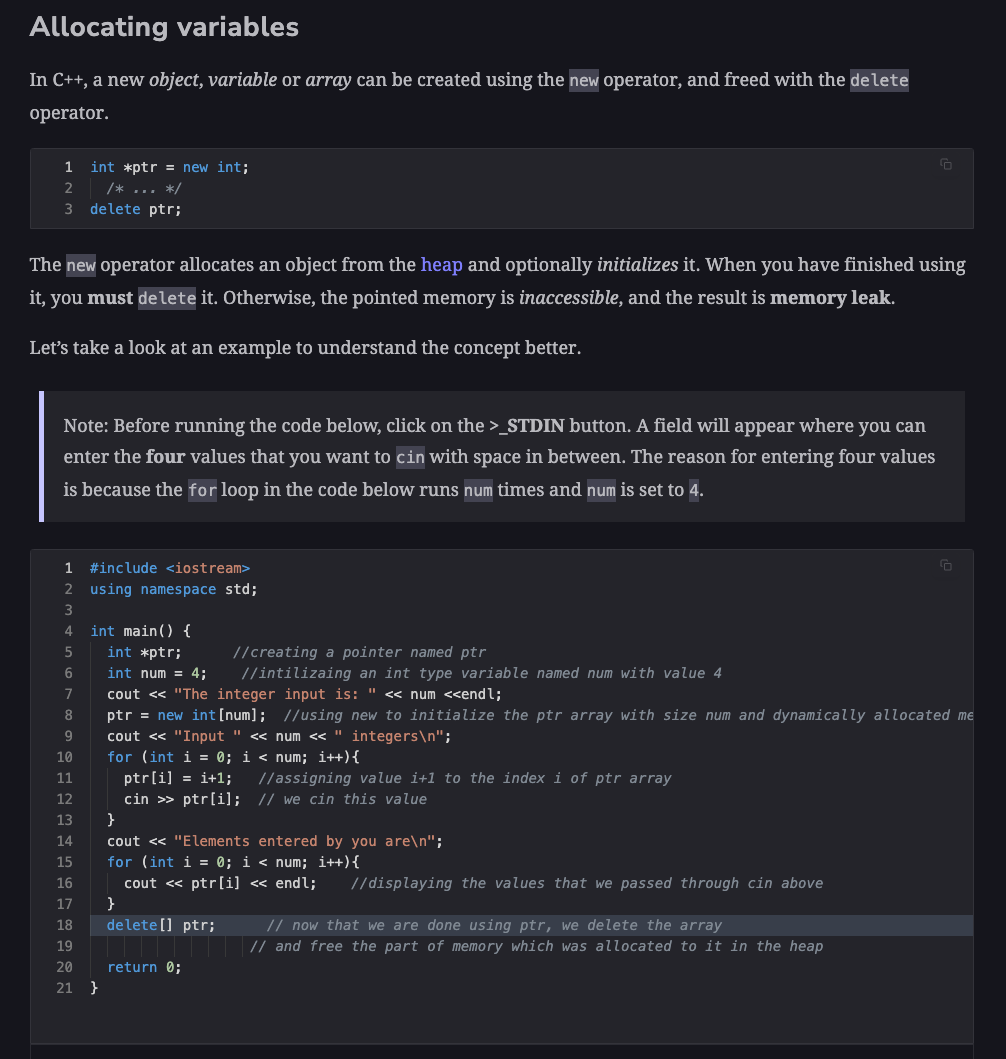 Allocating variables
In C++, a new object, variable or array can be created using the new operator, and freed with the delete
operator.
1 int *ptr = new int;
2 /* ... */
3 delete ptr;
The new operator allocates an object from the heap and optionally initializes it. When you have finished using
it, you must delete it. Otherwise, the pointed memory is inaccessible, and the result is memory leak.
Let's take a look at an example to understand the concept better.
Note: Before running the code below, click on the >_STDIN button. A field will appear where you can
enter the four values that you want to cin with space in between. The reason for entering four values
is because the for loop in the code below runs num times and num is set to 4.
1 #include <iostream>
2 using namespace std;
3
4 int main() {
5 int *ptr; //creating a pointer named ptr
6 int num = 4; //intilizaing an int type variable named num with value 4
7 cout << "The integer input is: " << num <<endl;
8 ptr = new int[num]; //using new to initialize the ptr array with size num and dynamically allocated me
9 cout << "Input " << num << " integers\n";
10 for (int i = 0; i < num; i++){
11 ptr[i] = i+1; //assigning value i+1 to the index i of ptr array
12 cin >> ptr[i]; // we cin this value
13 }
14 cout << "Elements entered by you are\n";
15 for (int i = 0; i < num; i++){
16 cout << ptr[i] << endl; //displaying the values that we passed through cin above
17 }
18 delete[] ptr; // now that we are done using ptr, we delete the array
19 // and free the part of memory which was allocated to it in the heap
20 return 0;
21 }